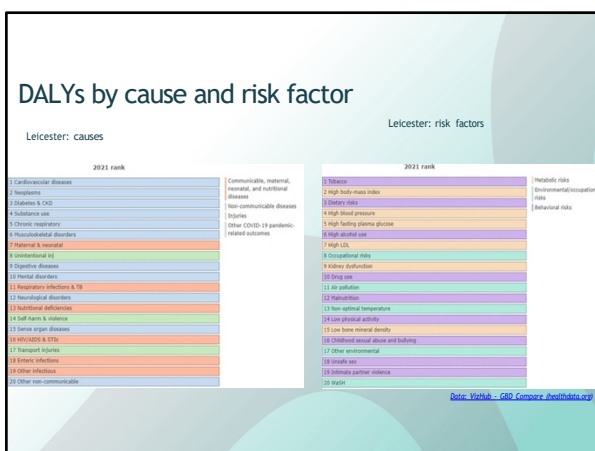 DALYs by cause and risk factor
Leicester: causes
2021 rank
1 Cardiovascular diseases
2 Neoplasms
3 Diabetes & CKD
4 Substance use
5 Chronic respiratory
6 Musculoskeletal disorders
7 Maternal & neonatal
8 Unintentional inj
9 Digestive diseases
10 Mental disorders
11 Respiratory infections & TB
12 Neurological disorders
13 Nutritional deficiencies
14 Self-harm & violence
15 Sense organ diseases
16 HIV/AIDS & STIs
17 Transport injuries
18 Enteric infections
19 Other infectious
20 Other non-communicable
Communicable, maternal,
neonatal, and nutritional
diseases
Non-communicable diseases
Injuries
Other COVID-19 pandemic-
related outcomes
Leicester: risk factors
2021 rank
1 Tobacco
2 High body-mass index
3 Dietary risks
4 High blood pressure
5 High fasting plasma glucose
6 High alcohol use
7 High LDL
8 Occupational risks
9 Kidney dysfunction
10 Drug use
11 Air pollution
12 Malnutrition
13 Non-optimal temperature
14 Low physical activity
15 Low bone mineral density
16 Childhood sexual abuse and bullying
17 Other environmental
18 Unsafe sex
19 Intimate partner violence
20 WaSH
Metabolic risks
Environmental/occupation
risks
Behavioral risks
Data: VizHub - GBD Compare (healthdata.org)